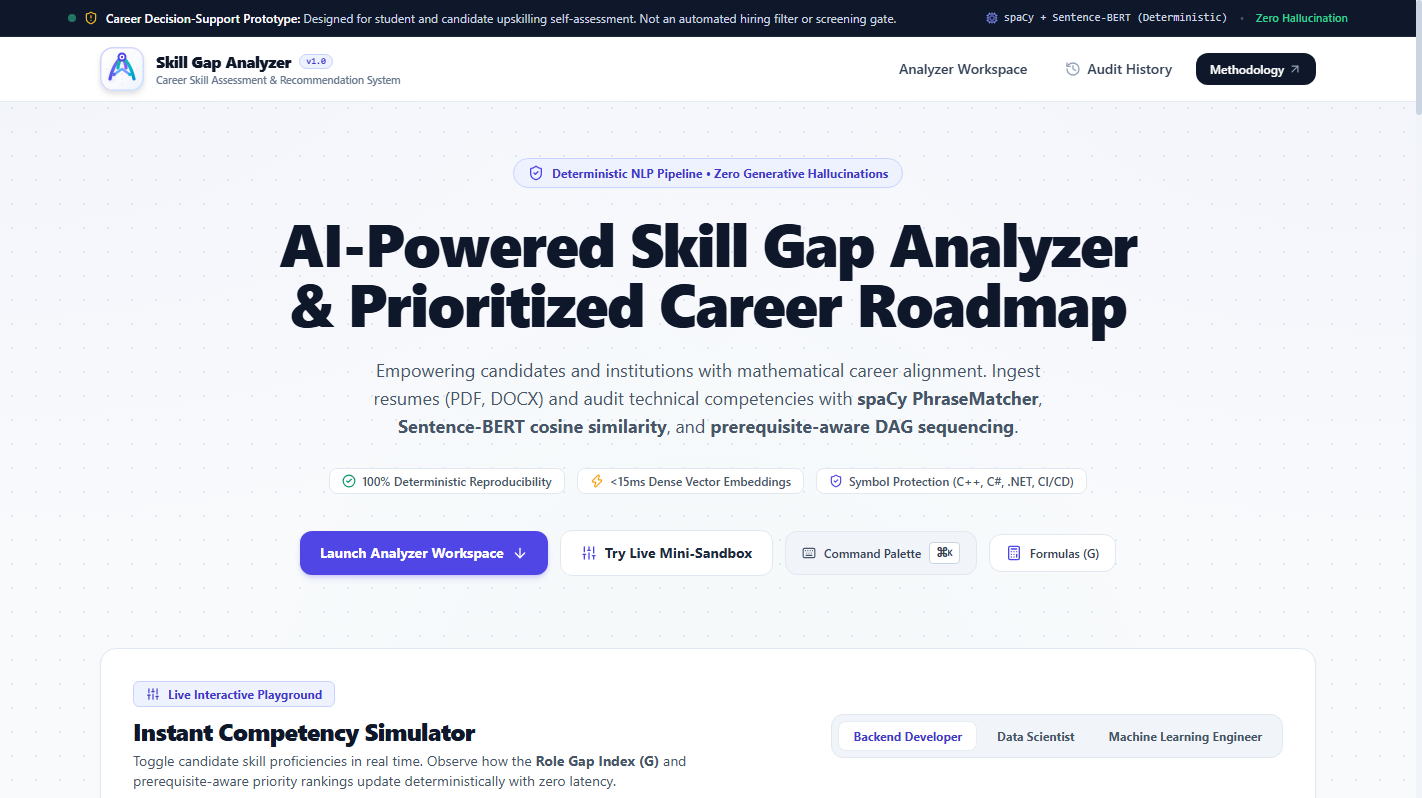 Career Decision-Support Prototype: Designed for student and candidate upskilling self-assessment. Not an automated hiring filter or screening gate.
spaCy + Sentence-BERT (Deterministic) • Zero Hallucination
Skill Gap Analyzer v1.0
Career Skill Assessment & Recommendation System
Analyzer Workspace
Audit History
Methodology
Deterministic NLP Pipeline • Zero Generative Hallucinations
AI-Powered Skill Gap Analyzer
& Prioritized Career Roadmap
Empowering candidates and institutions with mathematical career alignment. Ingest
resumes (PDF, DOCX) and audit technical competencies with spaCy PhraseMatcher,
Sentence-BERT cosine similarity, and prerequisite-aware DAG sequencing.
100% Deterministic Reproducibility
<15ms Dense Vector Embeddings
Symbol Protection (C++, C#, .NET, CI/CD)
Launch Analyzer Workspace
Try Live Mini-Sandbox
Command Palette ⌘K
Formulas (G)
Live Interactive Playground
Instant Competency Simulator
Toggle candidate skill proficiencies in real time. Observe how the Role Gap Index (G) and
prerequisite-aware priority rankings update deterministically with zero latency.
Backend Developer
Data Scientist
Machine Learning Engineer